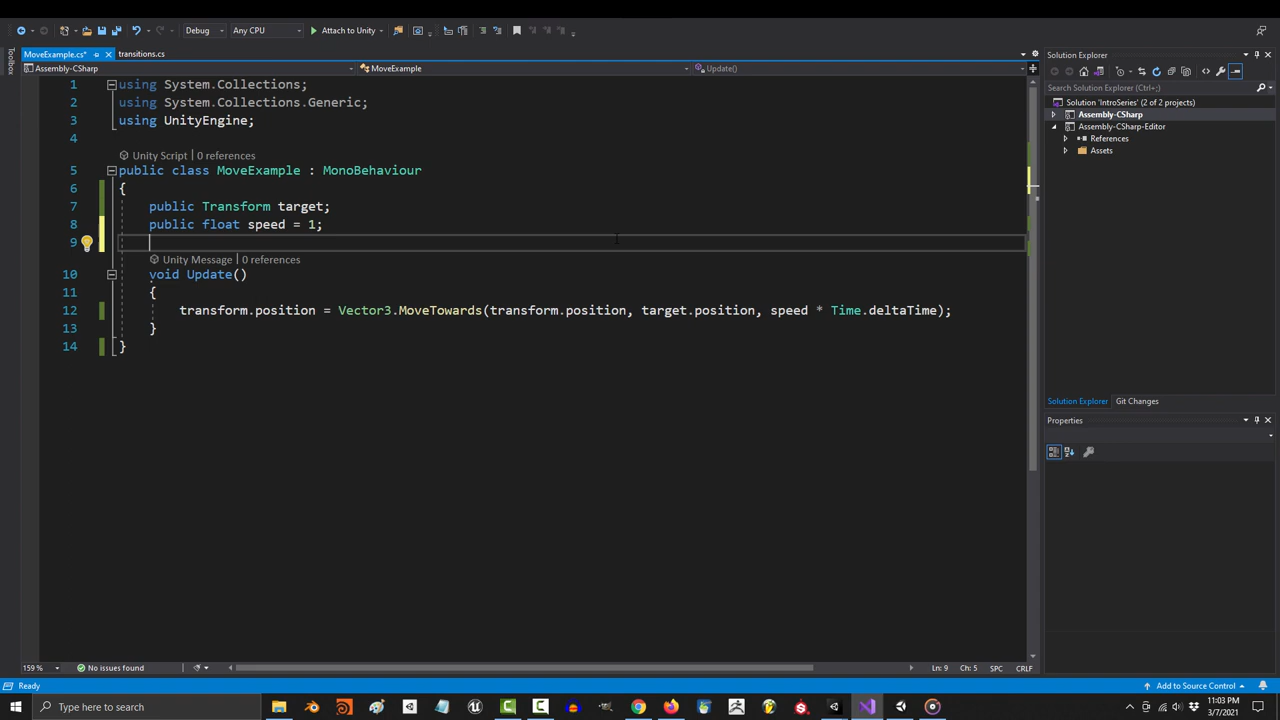 Debug
Any CPU
Attach to Unity
Toolbox
MoveExample.cs*
transitions.cs
Assembly-CSharp
MoveExample
Update()
1 using System.Collections;
2 using System.Collections.Generic;
3 using UnityEngine;
4
Unity Script | 0 references
5 public class MoveExample : MonoBehaviour
6 {
7 public Transform target;
8 public float speed = 1;
9
Unity Message | 0 references
10 void Update()
11 {
12 transform.position = Vector3.MoveTowards(transform.position, target.position, speed * Time.deltaTime);
13 }
14 }
159 %
No issues found
Ln: 9
Ch: 5
SPC
CRLF
Solution Explorer
Search Solution Explorer (Ctrl+;)
Solution 'IntroSeries' (2 of 2 projects)
Assembly-CSharp
Assembly-CSharp-Editor
References
Assets
Solution Explorer
Git Changes
Properties
Ready
Add to Source Control
Type here to search
11:03 PM
3/7/2021